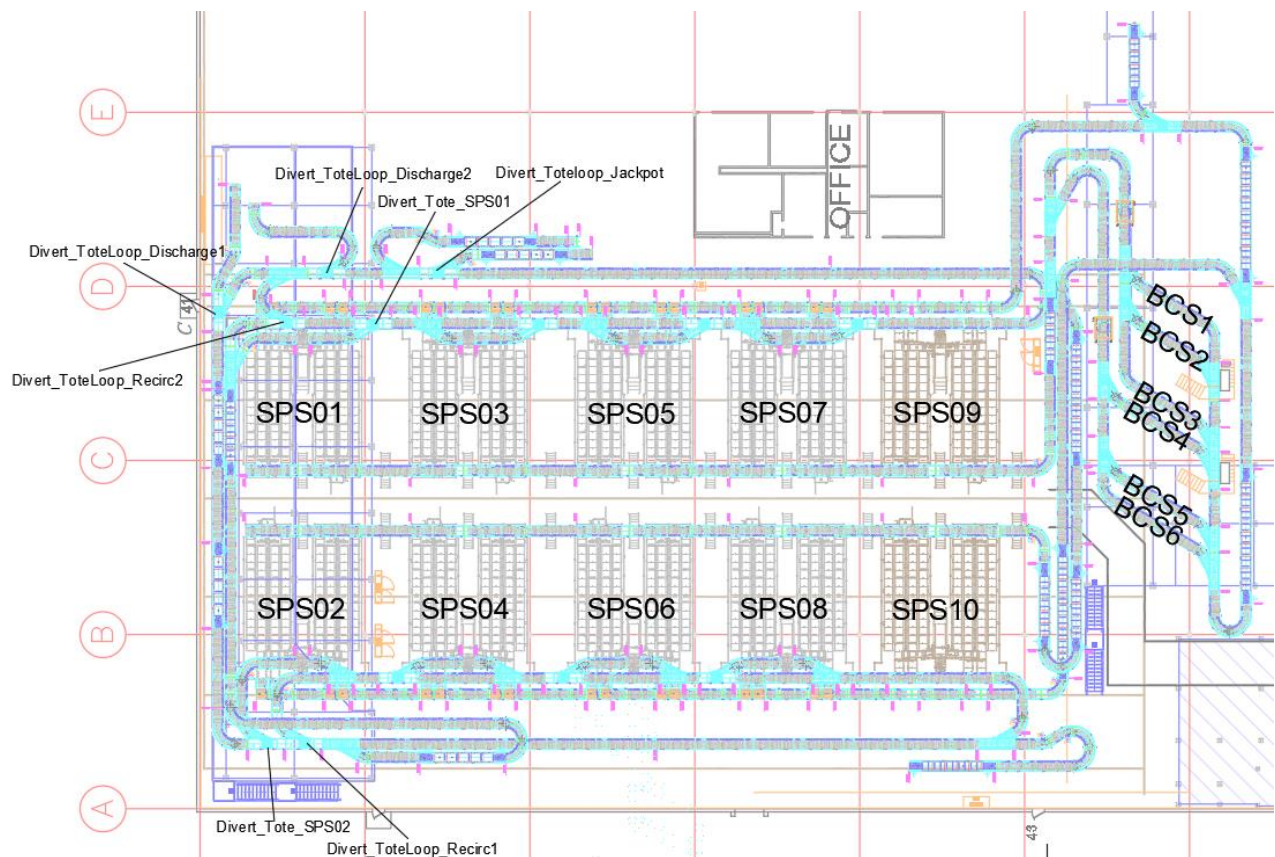 E
OFFICE
Divert_ToteLoop_Discharge2
Divert_Toteloop_Jackpot
Divert_Tote_SPS01
Divert_ToteLoop_Discharge1
D
C 41
BCS1
BCS2
Divert_ToteLoop_Recirc2
BCS3
BCS4
SPS01
SPS03
SPS05
SPS07
SPS09
C
BCS5
BCS6
SPS02
SPS04
SPS06
SPS08
SPS10
B
A
Divert_Tote_SPS02
43
Divert_ToteLoop_Recirc1